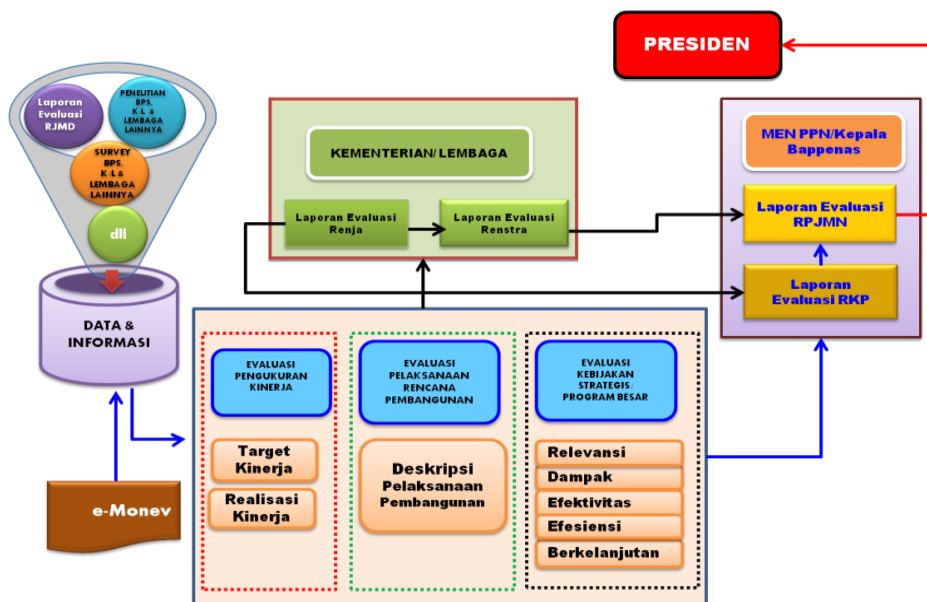 PRESIDEN
Laporan
Evaluasi
RJMD
PENELITIAN
BPS,
K/L &
LEMBAGA
LAINNYA
SURVEY
BPS,
K/L &
LEMBAGA
LAINNYA
dll
DATA &
INFORMASI
e-Monev
KEMENTERIAN/ LEMBAGA
Laporan Evaluasi
Renja
Laporan Evaluasi
Renstra
MEN PPN/Kepala
Bappenas
Laporan Evaluasi
RPJMN
Laporan
Evaluasi RKP
EVALUASI
PENGUKURAN
KINERJA
Target
Kinerja
Realisasi
Kinerja
EVALUASI
PELAKSANAAN
RENCANA
PEMBANGUNAN
Deskripsi
Pelaksanaan
Pembangunan
EVALUASI
KEBIJAKAN
STRATEGIS/
PROGRAM BESAR
Relevansi
Dampak
Efektivitas
Efesiensi
Berkelanjutan